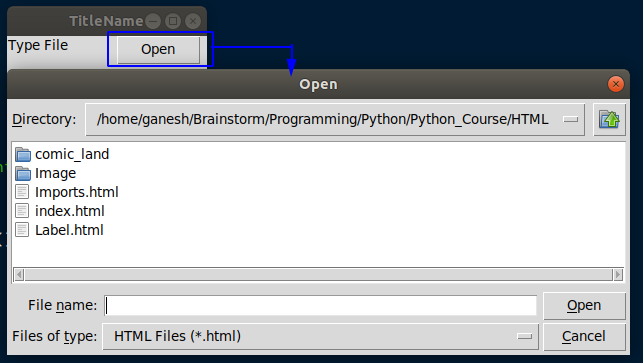 TitleName
Type File
Open
Open
Directory:
/home/ganesh/Brainstorm/Programming/Python/Python_Course/HTML
comic_land
Image
Imports.html
index.html
Label.html
File name:
Open
Files of type:
HTML Files (*.html)
Cancel